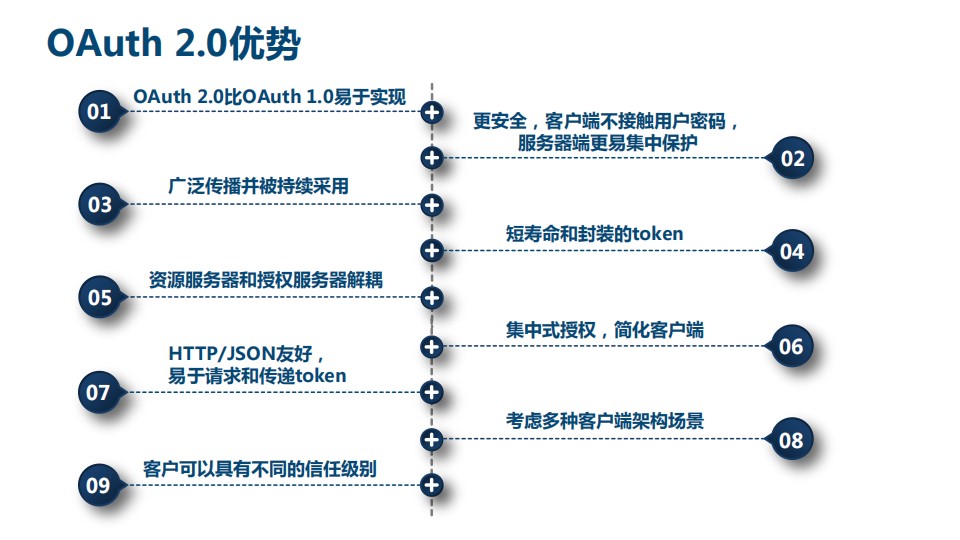 OAuth 2.0优势
01
OAuth 2.0比OAuth 1.0易于实现
更安全，客户端不接触用户密码，
服务器端更易集中保护
02
03
广泛传播并被持续采用
短寿命和封装的token
04
05
资源服务器和授权服务器解耦
集中式授权，简化客户端
06
07
HTTP/JSON友好，
易于请求和传递token
考虑多种客户端架构场景
08
09
客户可以具有不同的信任级别